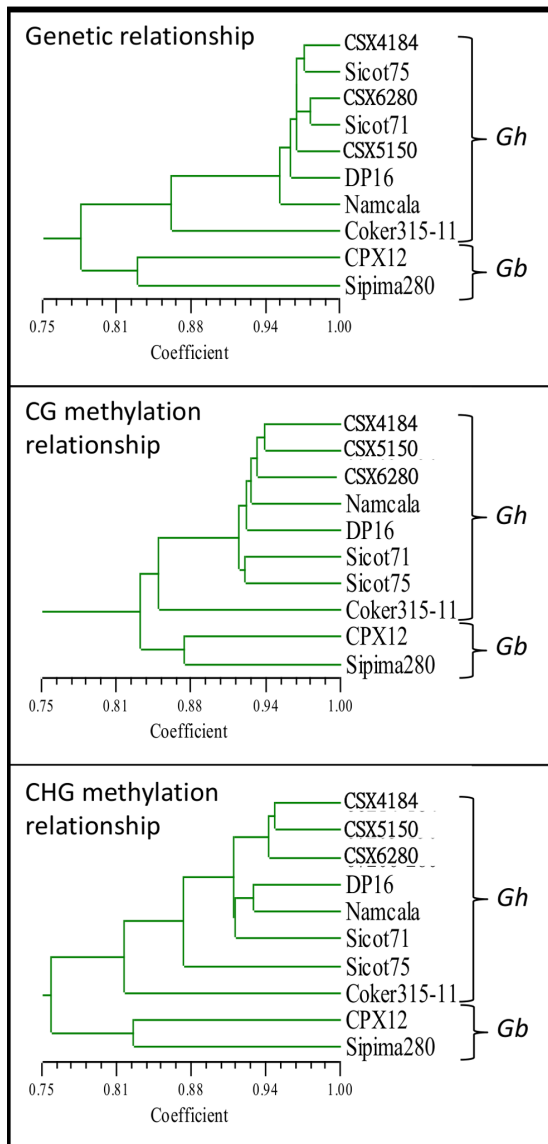 Genetic relationship
CSX4184
Sicot75
CSX6280
Sicot71
CSX5150
DP16
Namcala
Coker315-11
CPX12
Sipima280
Gh
Gb
0.75 0.81 0.88 0.94 1.00
Coefficient
CG methylation
relationship
CSX4184
CSX5150
CSX6280
Namcala
DP16
Sicot71
Sicot75
Coker315-11
CPX12
Sipima280
Gh
Gb
0.75 0.81 0.88 0.94 1.00
Coefficient
CHG methylation
relationship
CSX4184
CSX5150
CSX6280
DP16
Namcala
Sicot71
Sicot75
Coker315-11
CPX12
Sipima280
Gh
Gb
0.75 0.81 0.88 0.94 1.00
Coefficient